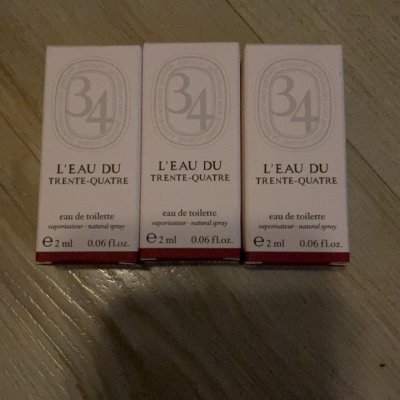 34
L'EAU DU
TRENTE-QUATRE
eau de toilette
vaporisateur - natural spray
e 2 ml 0.06 fl.oz.
34
L'EAU DU
TRENTE-QUATRE
eau de toilette
vaporisateur - natural spray
e 2 ml 0.06 fl.oz.
34
L'EAU DU
TRENTE-QUATRE
eau de toilette
vaporisateur - natural spray
e 2 ml 0.06 fl.oz.